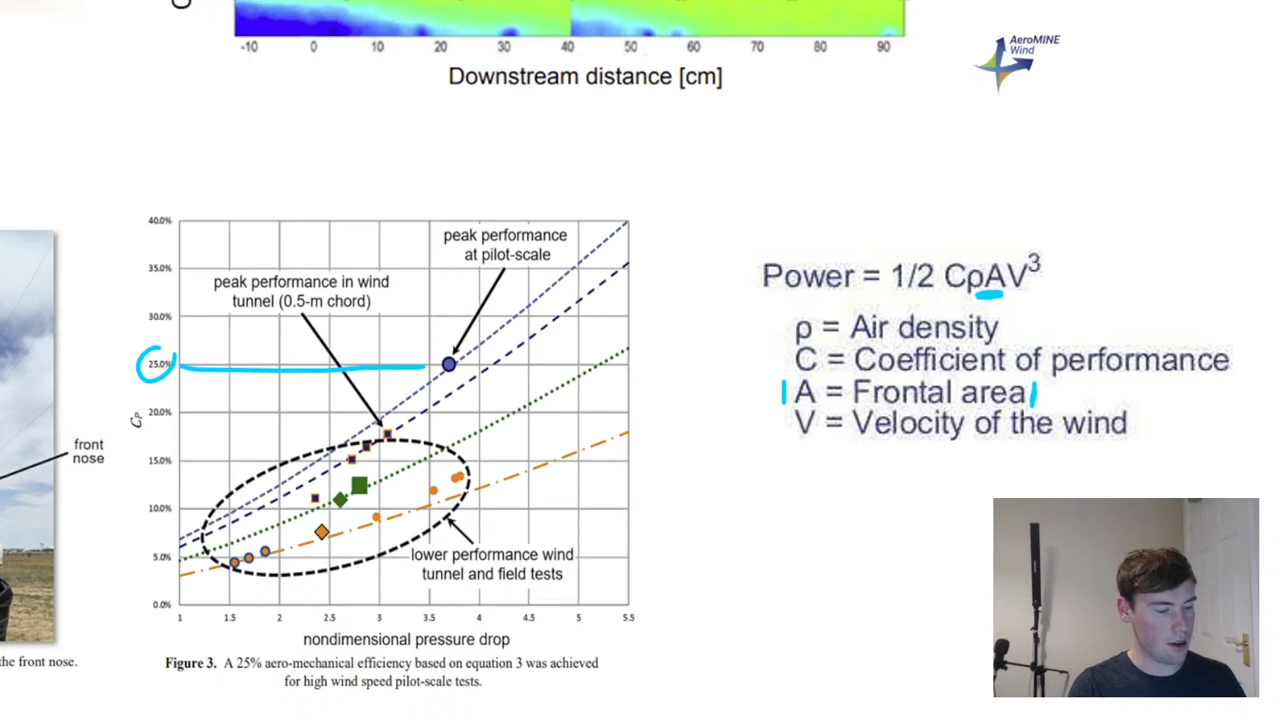 -10 0 10 20 30 40 50 60 70 80 90
Downstream distance [cm]
AeroMINE
Wind
front
nose
the front nose.
40.0%
35.0%
30.0%
25.0%
20.0%
15.0%
10.0%
5.0%
0.0%
CP
peak performance
at pilot-scale
peak performance in wind
tunnel (0.5-m chord)
lower performance wind
tunnel and field tests
1 1.5 2 2.5 3 3.5 4 4.5 5 5.5
nondimensional pressure drop
Figure 3. A 25% aero-mechanical efficiency based on equation 3 was achieved
for high wind speed pilot-scale tests.
Power = 1/2 CρAV³
ρ = Air density
C = Coefficient of performance
A = Frontal area
V = Velocity of the wind